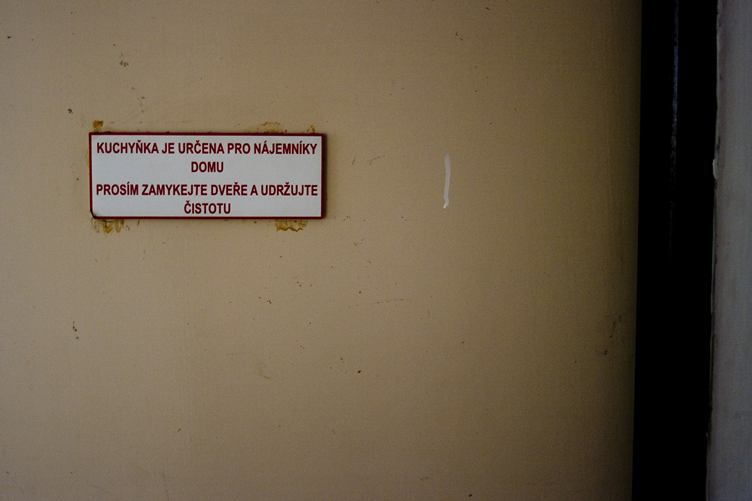 KUCHYŇKA JE URČENA PRO NÁJEMNÍKY
DOMU
PROSÍM ZAMYKEJTE DVEŘE A UDRŽUJTE
ČISTOTU